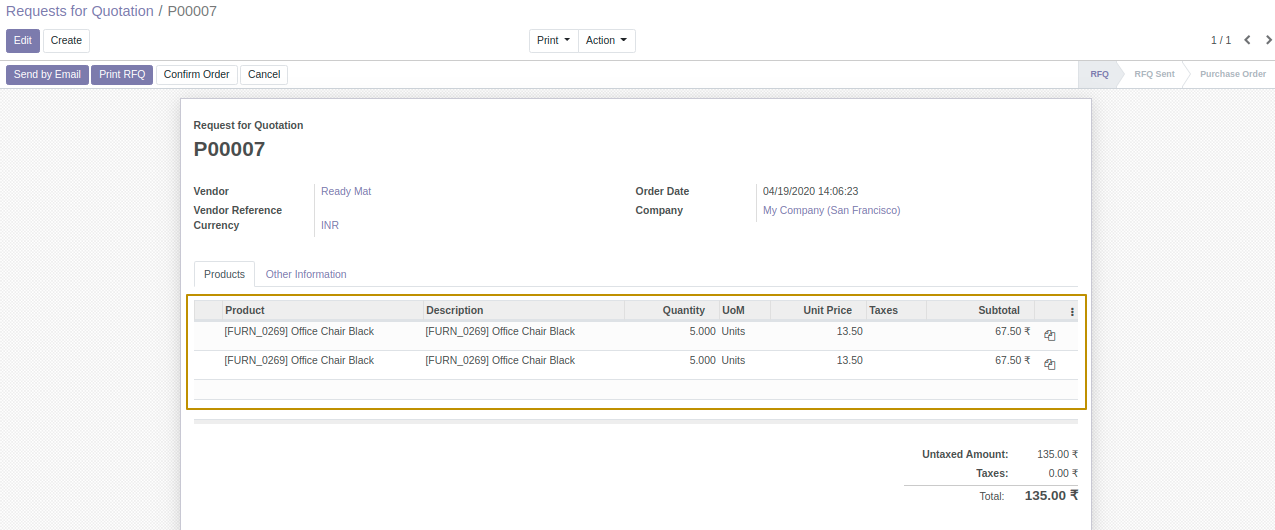 Requests for Quotation / P00007
Edit Create Print Action 1 / 1
Send by Email Print RFQ Confirm Order Cancel RFQ RFQ Sent Purchase Order
Request for Quotation
P00007
Vendor Ready Mat Order Date 04/19/2020 14:06:23
Vendor Reference Company My Company (San Francisco)
Currency INR
Products Other Information
Product Description Quantity UoM Unit Price Taxes Subtotal
[FURN_0269] Office Chair Black [FURN_0269] Office Chair Black 5.000 Units 13.50 67.50 ₹
[FURN_0269] Office Chair Black [FURN_0269] Office Chair Black 5.000 Units 13.50 67.50 ₹
Untaxed Amount: 135.00 ₹
Taxes: 0.00 ₹
Total: 135.00 ₹